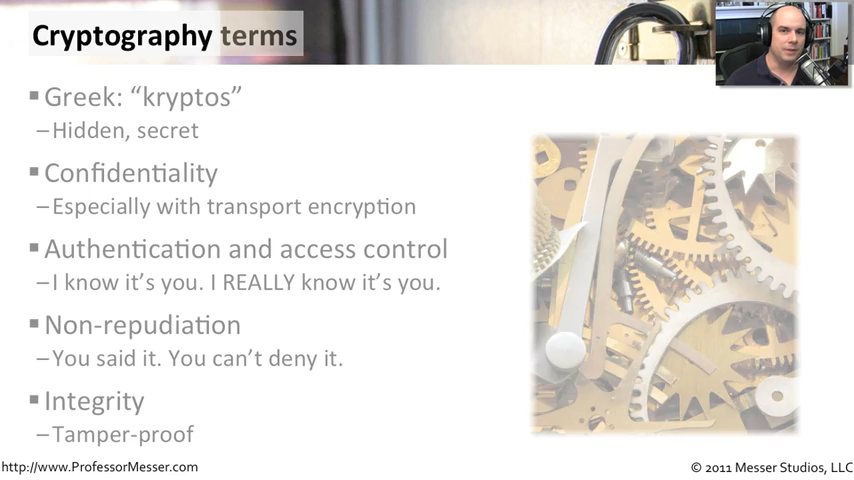 Cryptography terms
▪ Greek: “kryptos”
– Hidden, secret
▪ Confidentiality
– Especially with transport encryption
▪ Authentication and access control
– I know it’s you. I REALLY know it’s you.
▪ Non-repudiation
– You said it. You can’t deny it.
▪ Integrity
– Tamper-proof
http://www.ProfessorMesser.com
© 2011 Messer Studios, LLC